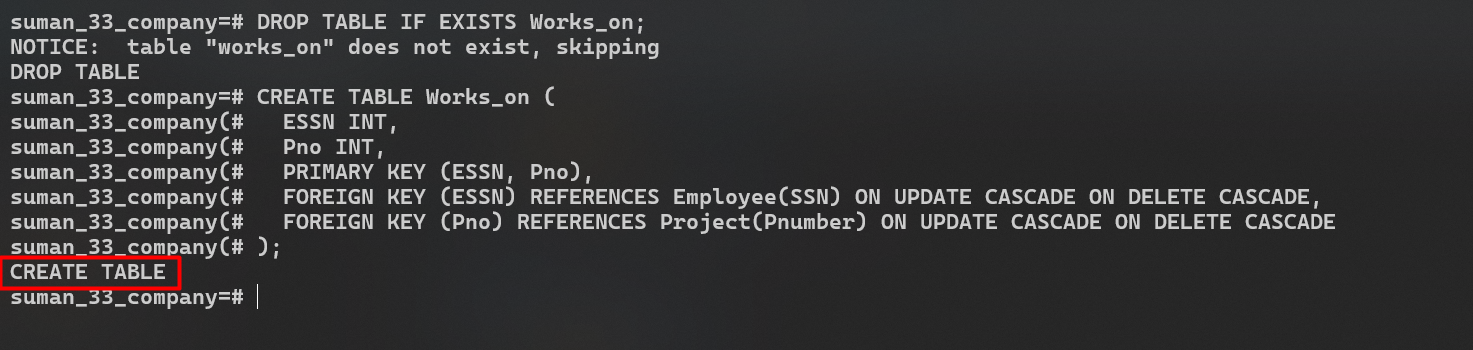 suman_33_company=# DROP TABLE IF EXISTS Works_on;
NOTICE:  table "works_on" does not exist, skipping
DROP TABLE
suman_33_company=# CREATE TABLE Works_on (
suman_33_company(#   ESSN INT,
suman_33_company(#   Pno INT,
suman_33_company(#   PRIMARY KEY (ESSN, Pno),
suman_33_company(#   FOREIGN KEY (ESSN) REFERENCES Employee(SSN) ON UPDATE CASCADE ON DELETE CASCADE,
suman_33_company(#   FOREIGN KEY (Pno) REFERENCES Project(Pnumber) ON UPDATE CASCADE ON DELETE CASCADE
suman_33_company(# );
CREATE TABLE
suman_33_company=#